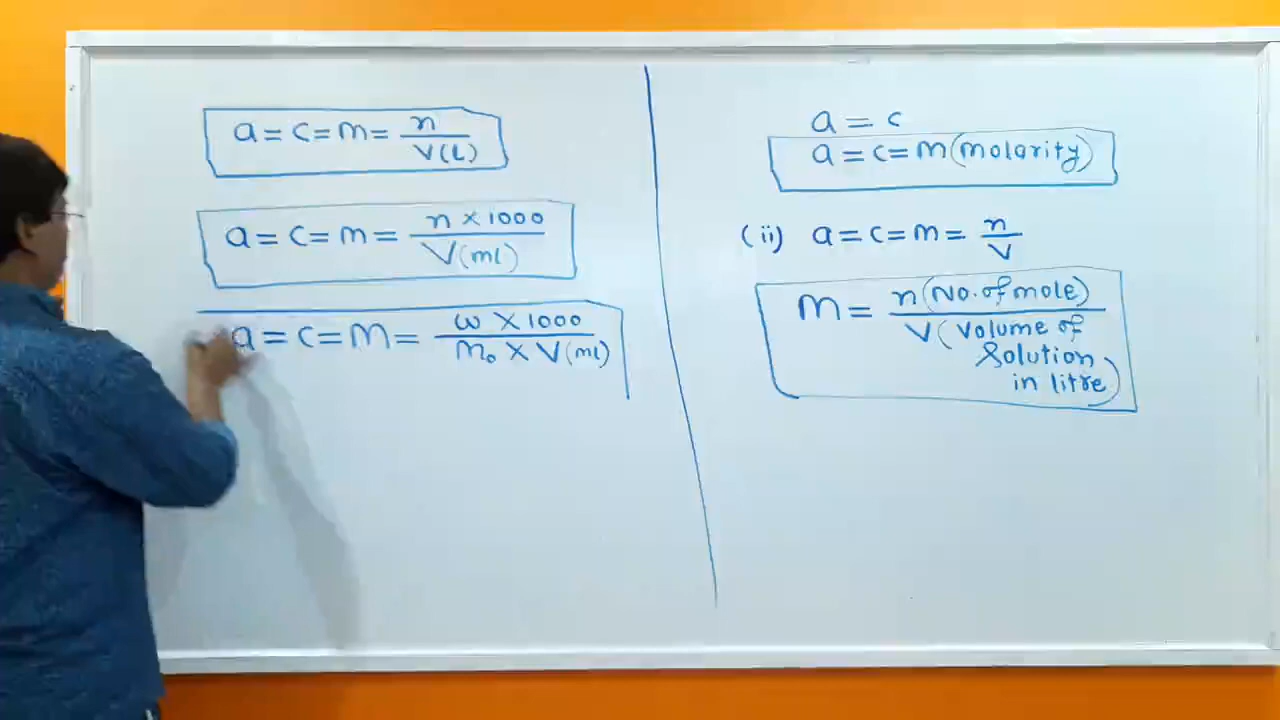 a = c = m = n / V(L)
a = c = m = n × 1000 / V(ml)
a = c = M = w × 1000 / m₀ × V(ml)
a = c
a = c = m (molarity)
(ii) a = c = m = n / V
M = n (No. of mole) / V (Volume of
Solution
in litre)